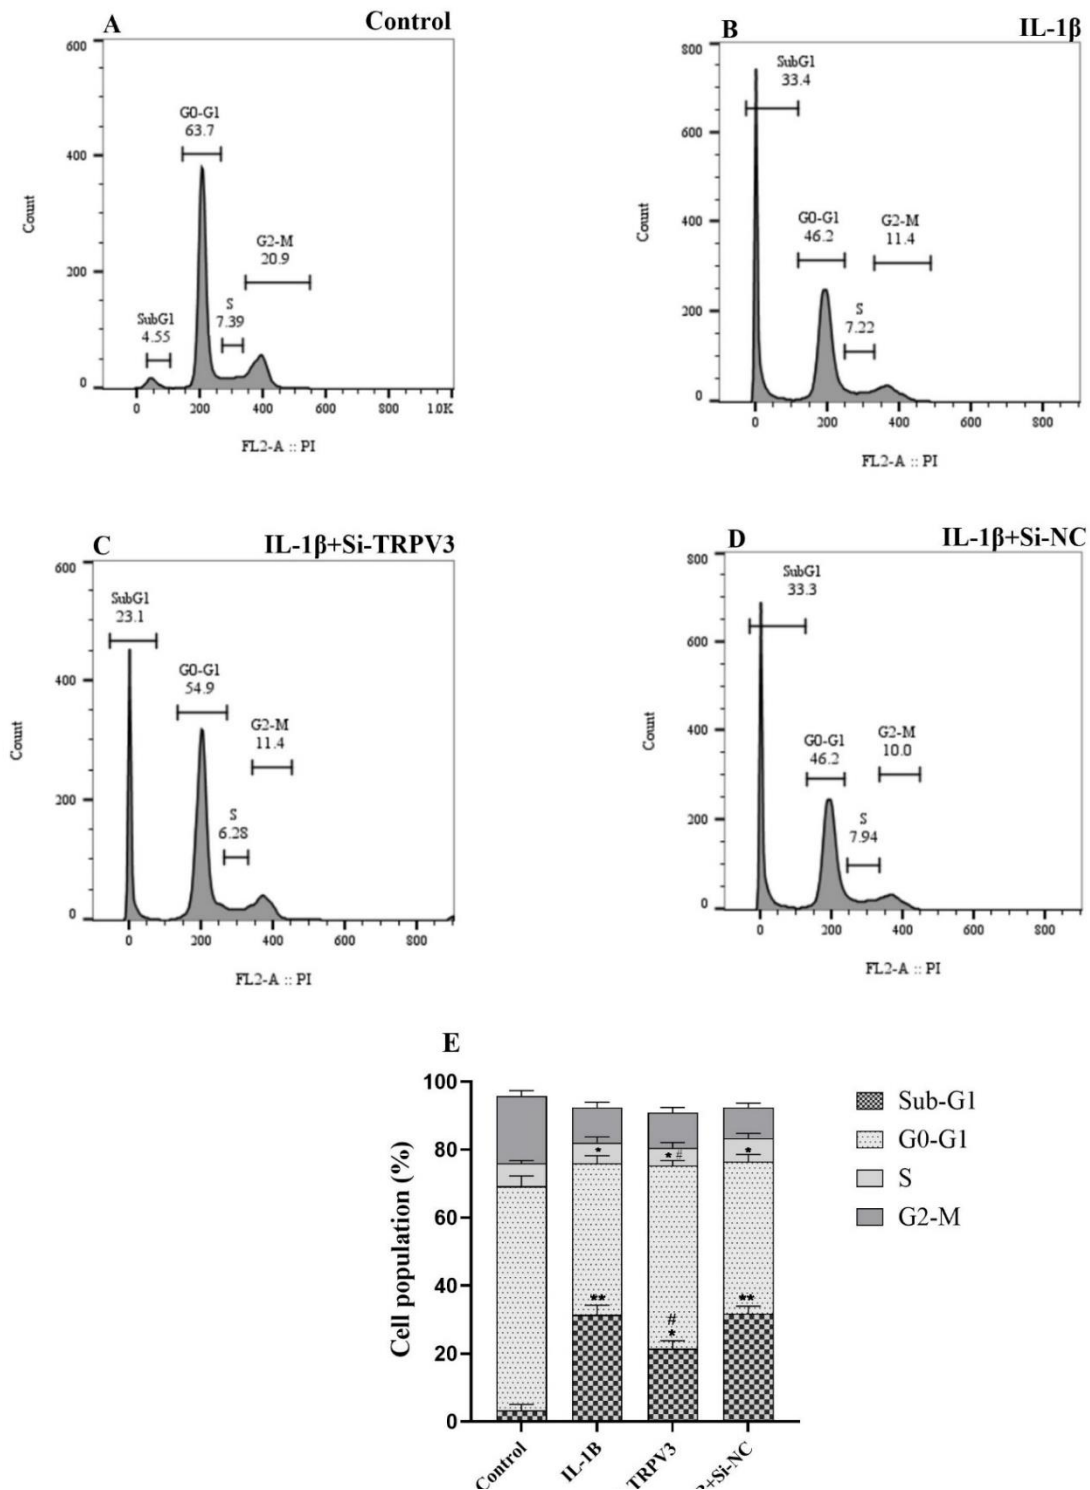 A
Control
600
400
200
0
Count
SubG1
4.55
G0-G1
63.7
S
7.39
G2-M
20.9
0 200 400 600 800 1.0K
FL2-A :: PI
B
IL-1β
800
600
400
200
0
Count
SubG1
33.4
G0-G1
46.2
S
7.22
G2-M
11.4
0 200 400 600 800
FL2-A :: PI
C
IL-1β+Si-TRPV3
600
400
200
0
Count
SubG1
23.1
G0-G1
54.9
S
6.28
G2-M
11.4
0 200 400 600 800
FL2-A :: PI
D
IL-1β+Si-NC
800
600
400
200
0
Count
SubG1
33.3
G0-G1
46.2
S
7.94
G2-M
10.0
0 200 400 600 800
FL2-A :: PI
E
100
80
60
40
20
0
Cell population (%)
*
* #
*
**
#
*
**
Control
IL-1B
TRPV3
+Si-NC
Sub-G1
G0-G1
S
G2-M